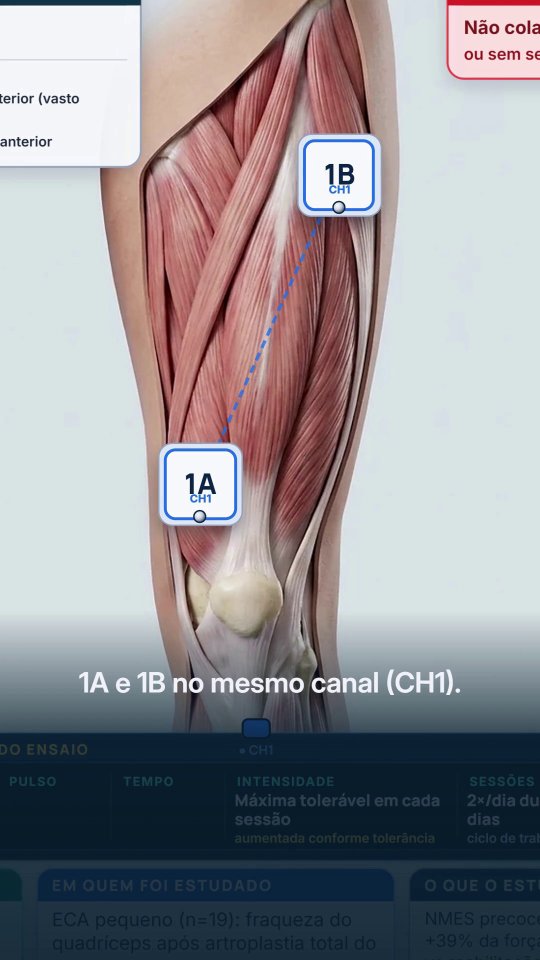 terior (vasto
anterior
Não cola
ou sem se
1B
CH1
1A
CH1
1A e 1B no mesmo canal (CH1).
• CH1
DO ENSAIO
PULSO
TEMPO
INTENSIDADE
Máxima tolerável em cada
sessão
aumentada conforme tolerância
SESSÕES
2×/dia du
dias
ciclo de tra
EM QUEM FOI ESTUDADO
ECA pequeno (n=19): fraqueza do
quadríceps após artroplastia total do
O QUE O EST
NMES precoc
+39% da forç